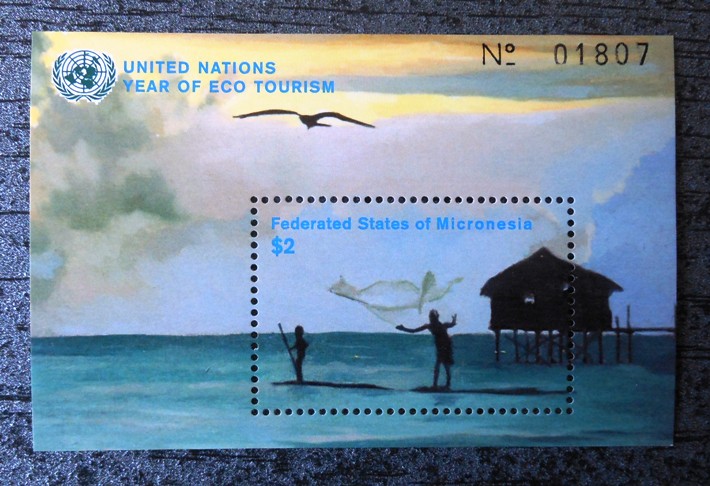 UNITED NATIONS
YEAR OF ECO TOURISM
Nº 01807
Federated States of Micronesia
$2